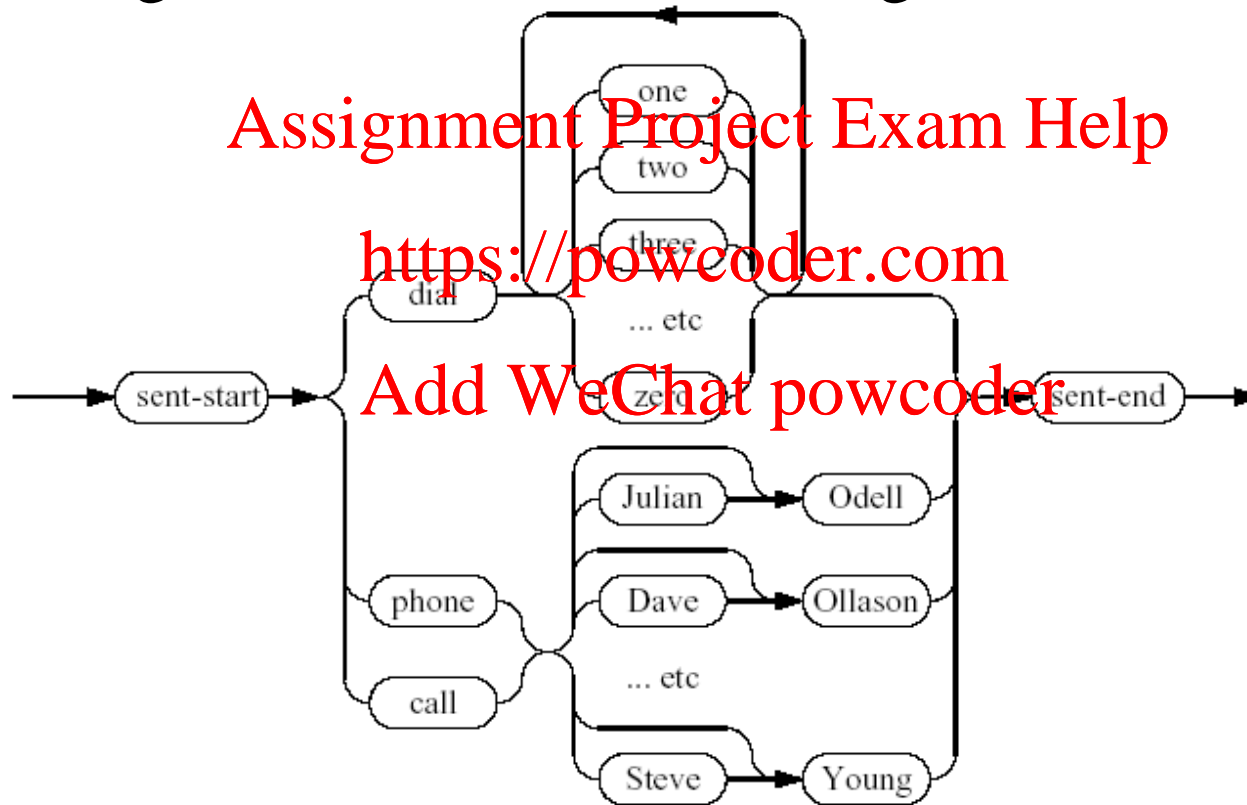 one
Assignment Project Exam Help
two
three
https://powcoder.com
dial
... etc
sent-start
Add WeChat powcoder
zero
sent-end
Julian
Odell
phone
Dave
Ollason
... etc
call
Steve
Young